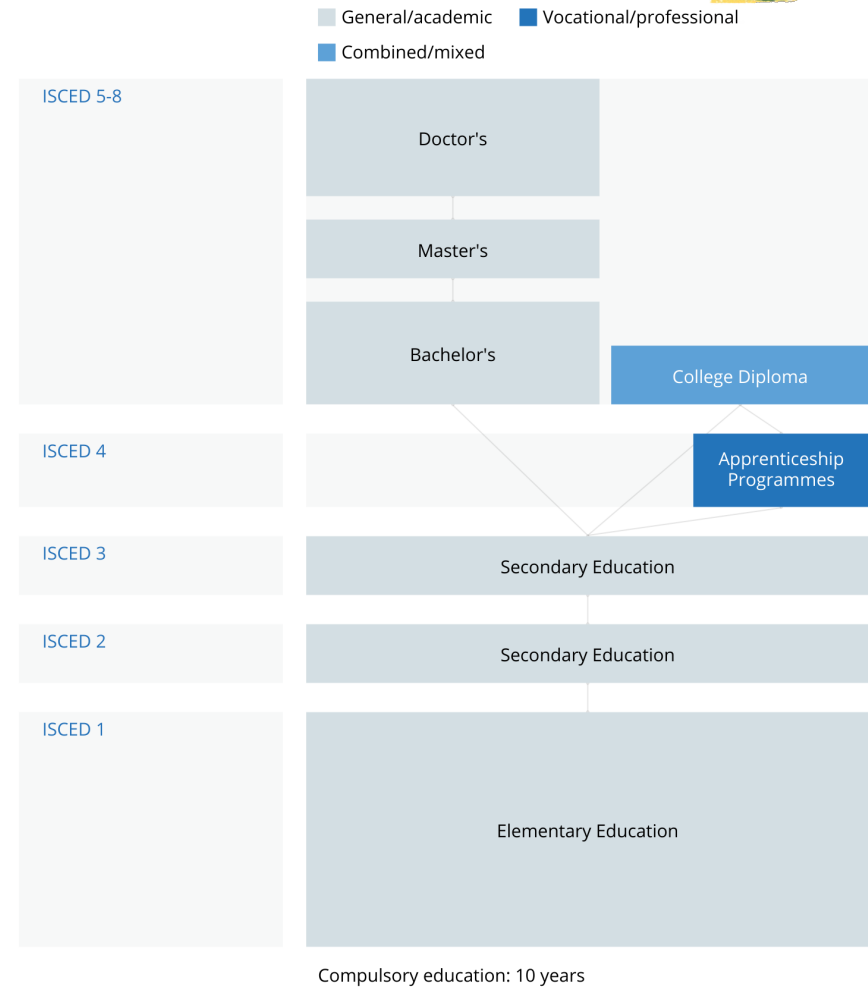 General/academic
Vocational/professional
Combined/mixed
ISCED 5-8
Doctor's
Master's
Bachelor's
College Diploma
ISCED 4
Apprenticeship
Programmes
ISCED 3
Secondary Education
ISCED 2
Secondary Education
ISCED 1
Elementary Education
Compulsory education: 10 years